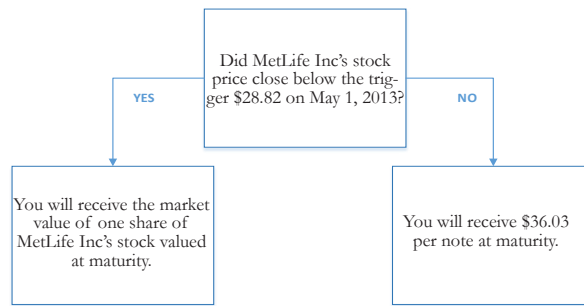 Did MetLife Inc's stock
price close below the trig-
ger $28.82 on May 1, 2013?
YES
NO
You will receive the market
value of one share of
MetLife Inc's stock valued
at maturity.
You will receive $36.03
per note at maturity.